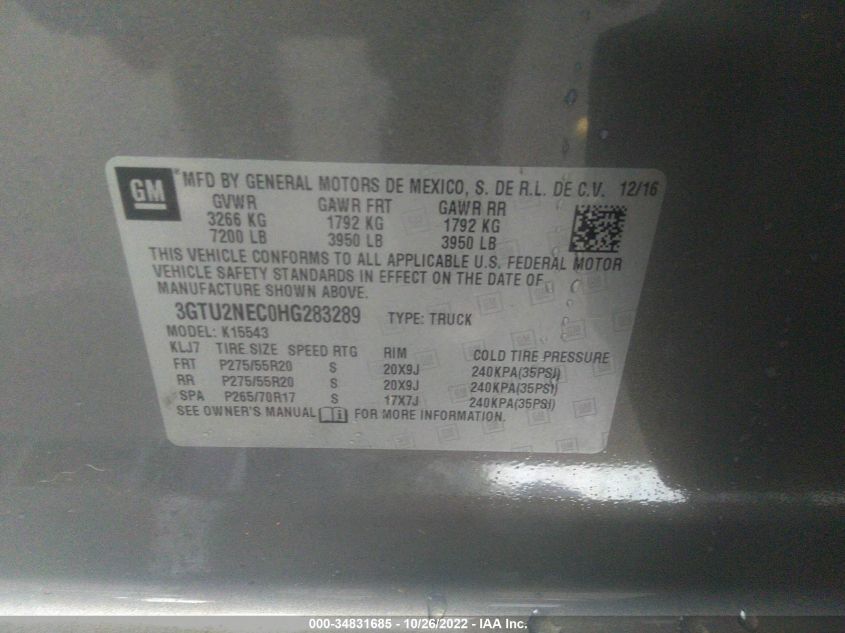 GM
MFD BY GENERAL MOTORS DE MEXICO, S. DE R.L. DE C.V. 12/16
GVWR GAWR FRT GAWR RR
3266 KG 1792 KG 1792 KG
7200 LB 3950 LB 3950 LB
THIS VEHICLE CONFORMS TO ALL APPLICABLE U.S. FEDERAL MOTOR
VEHICLE SAFETY STANDARDS IN EFFECT ON THE DATE OF
MANUFACTURE SHOWN ABOVE.
3GTU2NEC0HG283289 TYPE: TRUCK
MODEL: K15543
KLJ7 TIRE SIZE SPEED RTG RIM COLD TIRE PRESSURE
FRT P275/55R20 S 20X9J 240KPA(35PSI)
RR P275/55R20 S 20X9J 240KPA(35PSI)
SPA P265/70R17 S 17X7J 240KPA(35PSI)
SEE OWNER'S MANUAL FOR MORE INFORMATION.
000-34831685 - 10/26/2022 - IAA Inc.